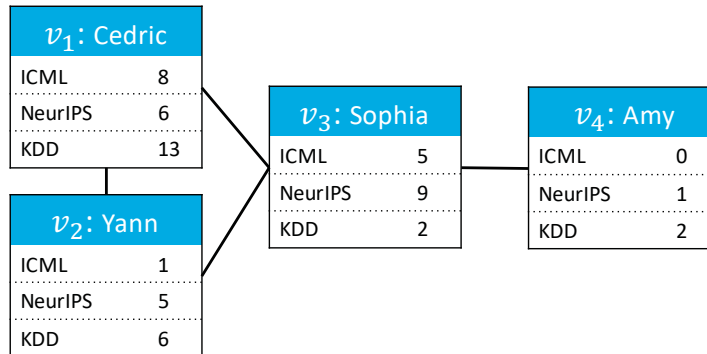 v₁: Cedric
ICML 8
NeurIPS 6
KDD 13
v₂: Yann
ICML 1
NeurIPS 5
KDD 6
v₃: Sophia
ICML 5
NeurIPS 9
KDD 2
v₄: Amy
ICML 0
NeurIPS 1
KDD 2